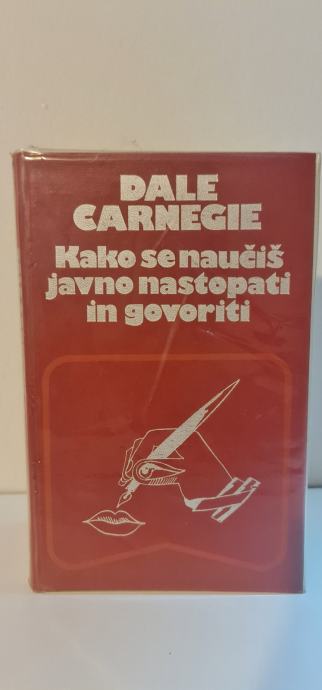 DALE
CARNEGIE
Kako se naučiš
javno nastopati
in govoriti